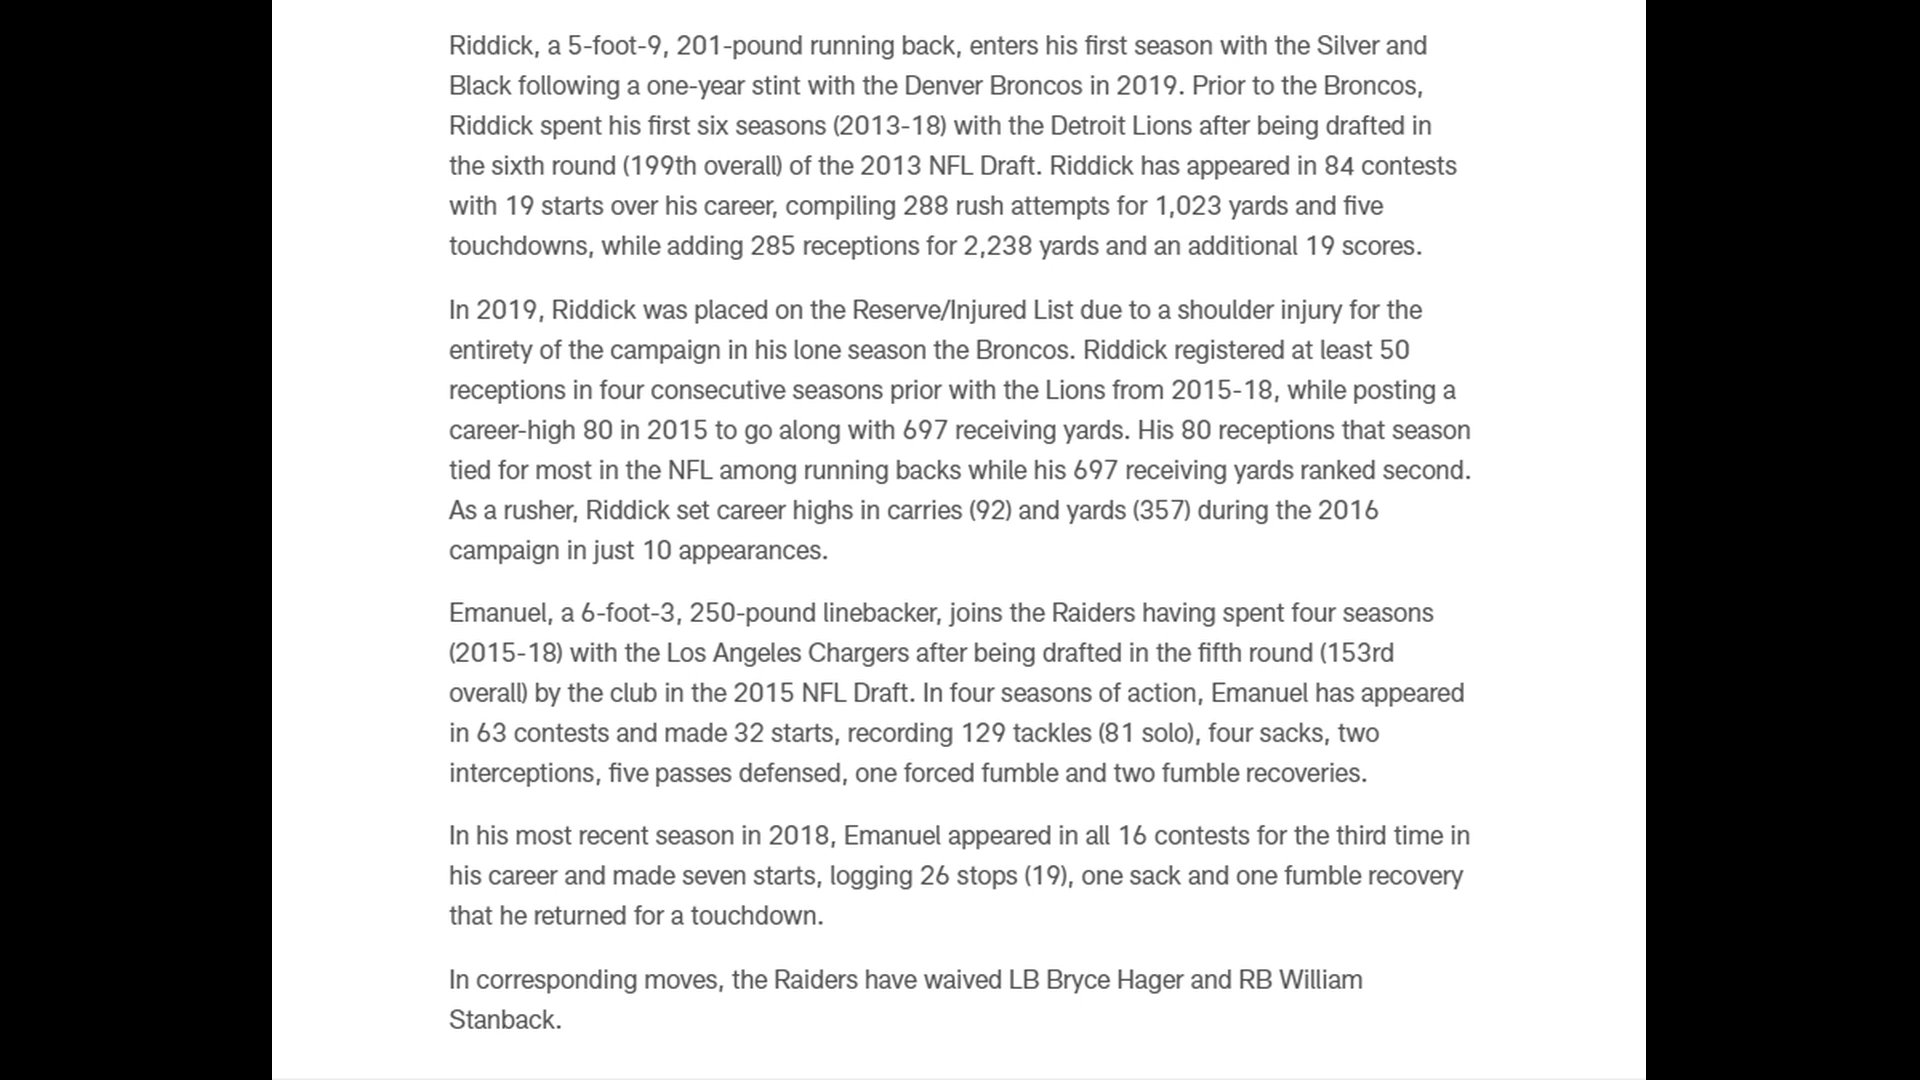 Riddick, a 5-foot-9, 201-pound running back, enters his first season with the Silver and
Black following a one-year stint with the Denver Broncos in 2019. Prior to the Broncos,
Riddick spent his first six seasons (2013-18) with the Detroit Lions after being drafted in
the sixth round (199th overall) of the 2013 NFL Draft. Riddick has appeared in 84 contests
with 19 starts over his career, compiling 288 rush attempts for 1,023 yards and five
touchdowns, while adding 285 receptions for 2,238 yards and an additional 19 scores.
In 2019, Riddick was placed on the Reserve/Injured List due to a shoulder injury for the
entirety of the campaign in his lone season the Broncos. Riddick registered at least 50
receptions in four consecutive seasons prior with the Lions from 2015-18, while posting a
career-high 80 in 2015 to go along with 697 receiving yards. His 80 receptions that season
tied for most in the NFL among running backs while his 697 receiving yards ranked second.
As a rusher, Riddick set career highs in carries (92) and yards (357) during the 2016
campaign in just 10 appearances.
Emanuel, a 6-foot-3, 250-pound linebacker, joins the Raiders having spent four seasons
(2015-18) with the Los Angeles Chargers after being drafted in the fifth round (153rd
overall) by the club in the 2015 NFL Draft. In four seasons of action, Emanuel has appeared
in 63 contests and made 32 starts, recording 129 tackles (81 solo), four sacks, two
interceptions, five passes defensed, one forced fumble and two fumble recoveries.
In his most recent season in 2018, Emanuel appeared in all 16 contests for the third time in
his career and made seven starts, logging 26 stops (19), one sack and one fumble recovery
that he returned for a touchdown.
In corresponding moves, the Raiders have waived LB Bryce Hager and RB William
Stanback.